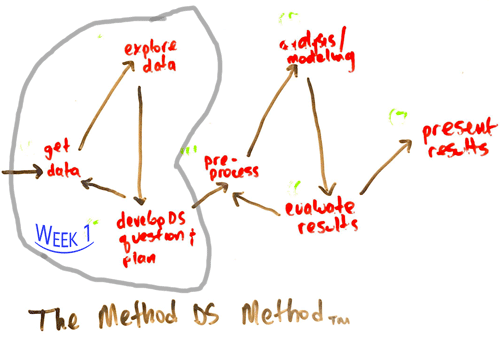 explore
data
get
data
develop DS
question +
plan
WEEK 1
pre-
process
analysis/
modeling
evaluate
results
present
results
The Method DS Method TM